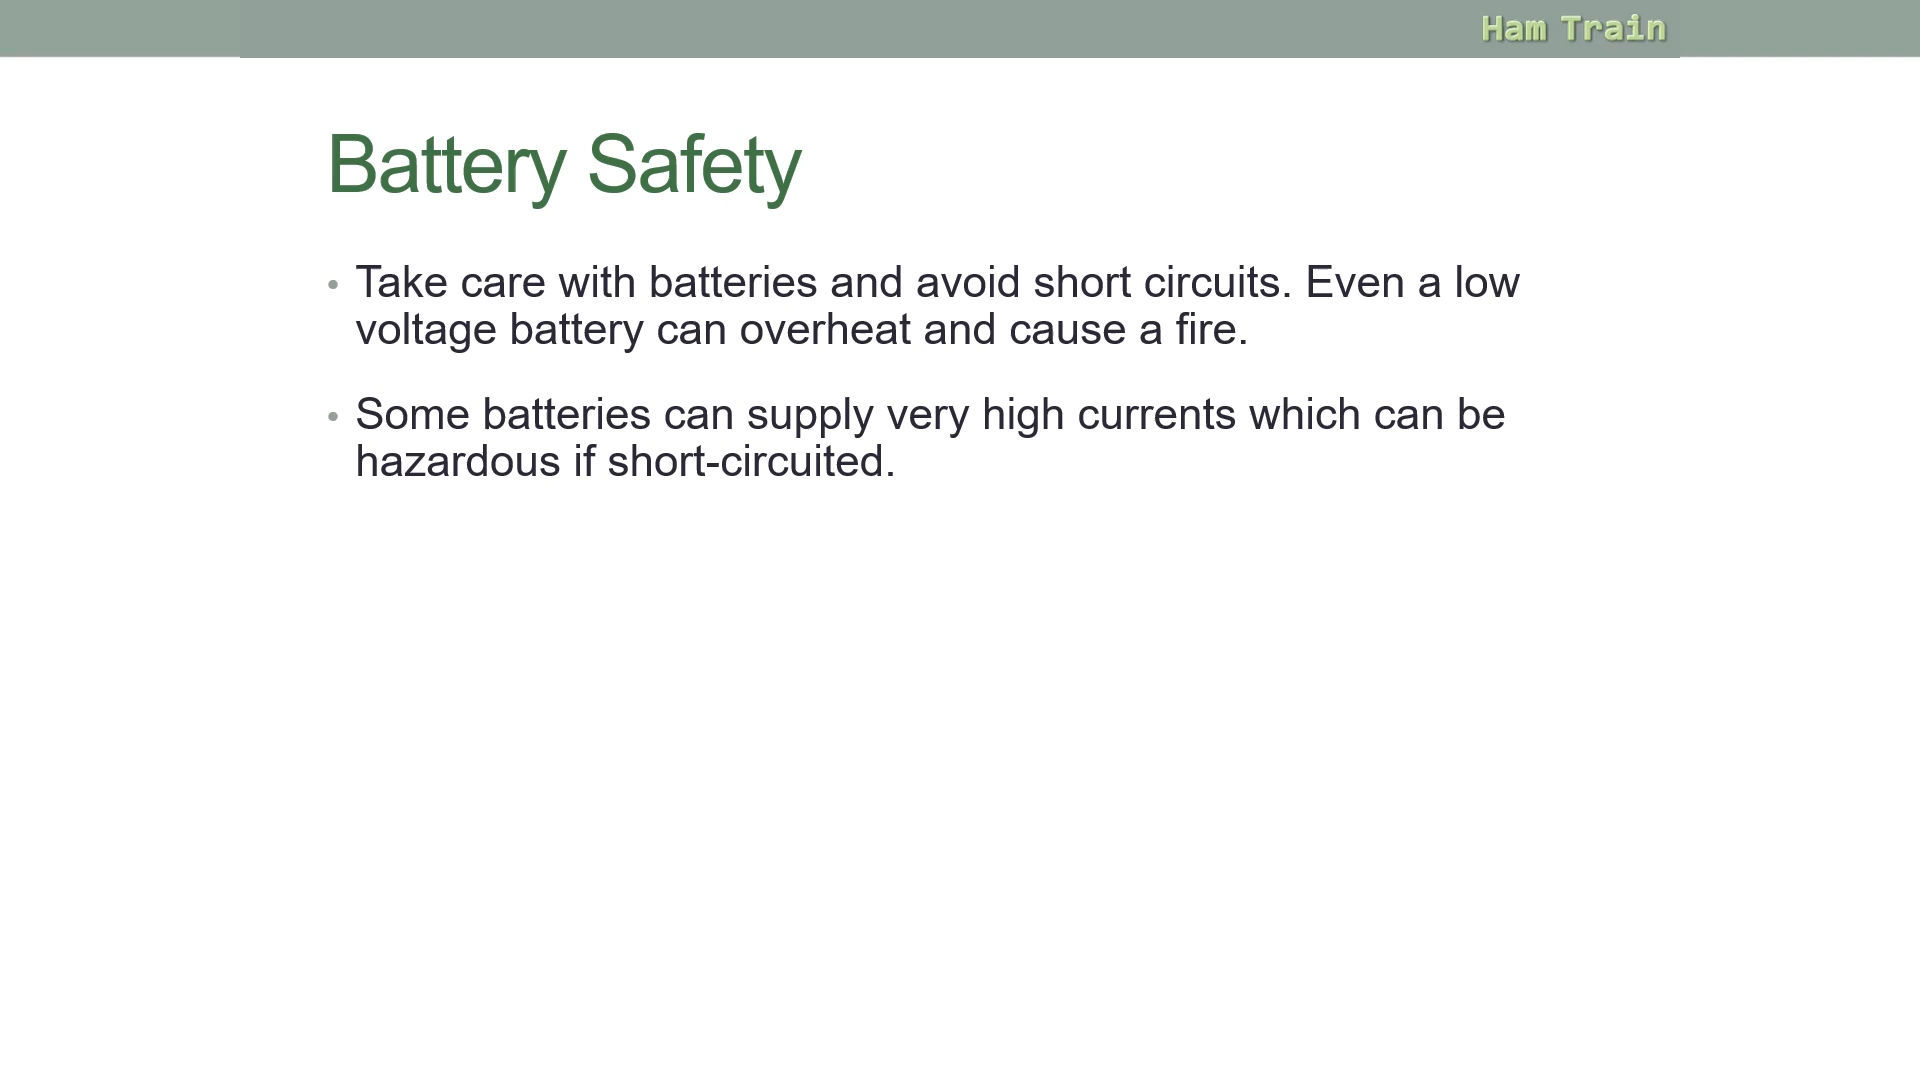 Ham Train
Battery Safety
• Take care with batteries and avoid short circuits. Even a low
voltage battery can overheat and cause a fire.
• Some batteries can supply very high currents which can be
hazardous if short-circuited.